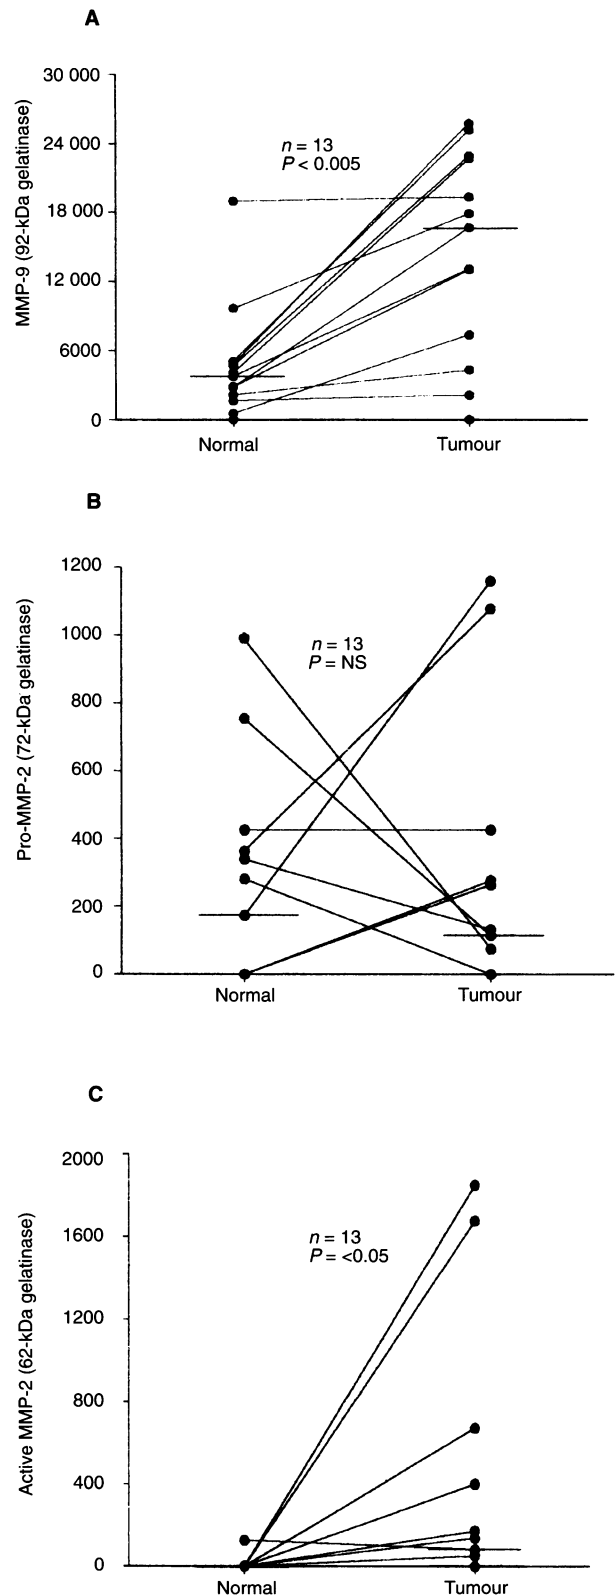 A
MMP-9 (92-kDa gelatinase)
30 000
24 000
18 000
12 000
6000
0
n = 13
P < 0.005
Normal
Tumour
B
Pro-MMP-2 (72-kDa gelatinase)
1200
1000
800
600
400
200
0
n = 13
P = NS
Normal
Tumour
C
Active MMP-2 (62-kDa gelatinase)
2000
1600
1200
800
400
0
n = 13
P = <0.05
Normal
Tumour